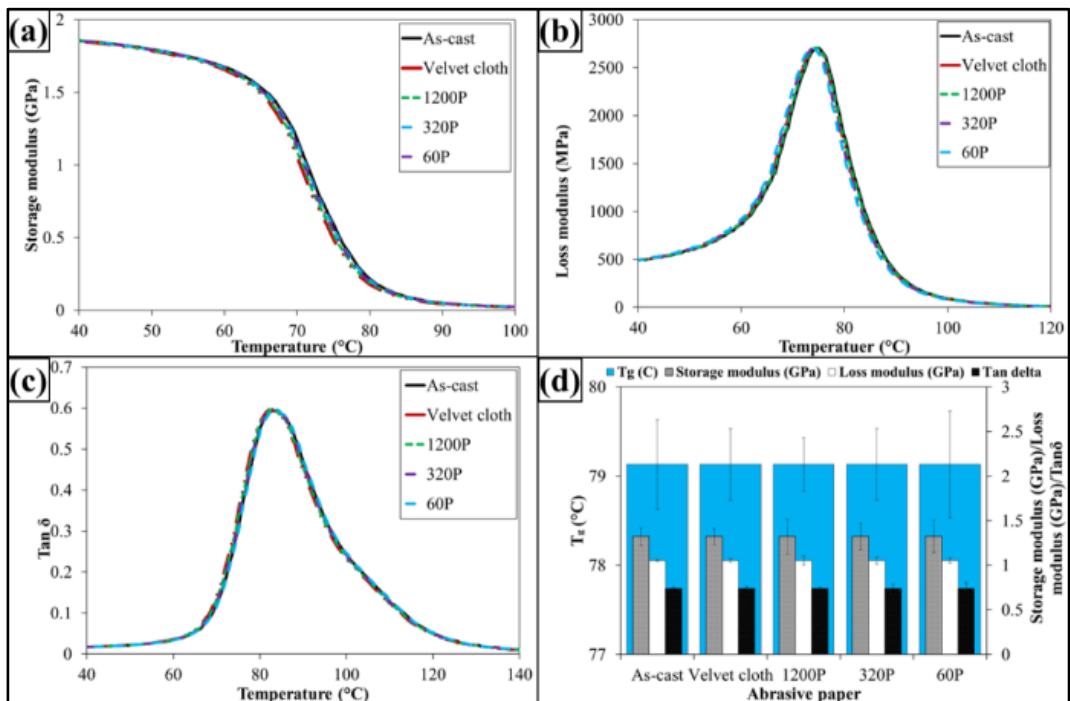 (a)
2
1.5
1
0.5
0
Storage modulus (GPa)
As-cast
Velvet cloth
1200P
320P
60P
40 50 60 70 80 90 100
Temperature (°C)
(b)
3000
2500
2000
1500
1000
500
0
Loss modulus (MPa)
As-cast
Velvet cloth
1200P
320P
60P
40 60 80 100 120
Temperatuer (°C)
(c)
0.7
0.6
0.5
0.4
0.3
0.2
0.1
0
Tan δ
As-cast
Velvet cloth
1200P
320P
60P
40 60 80 100 120 140
Temperature (°C)
(d)
Tg (C) Storage modulus (GPa) Loss modulus (GPa) Tan delta
80
79
78
77
Tg (°C)
3
2.5
2
1.5
1
0.5
0
Storage modulus (GPa)/Loss
modulus (GPa)/Tanδ
As-cast Velvet cloth 1200P 320P 60P
Abrasive paper